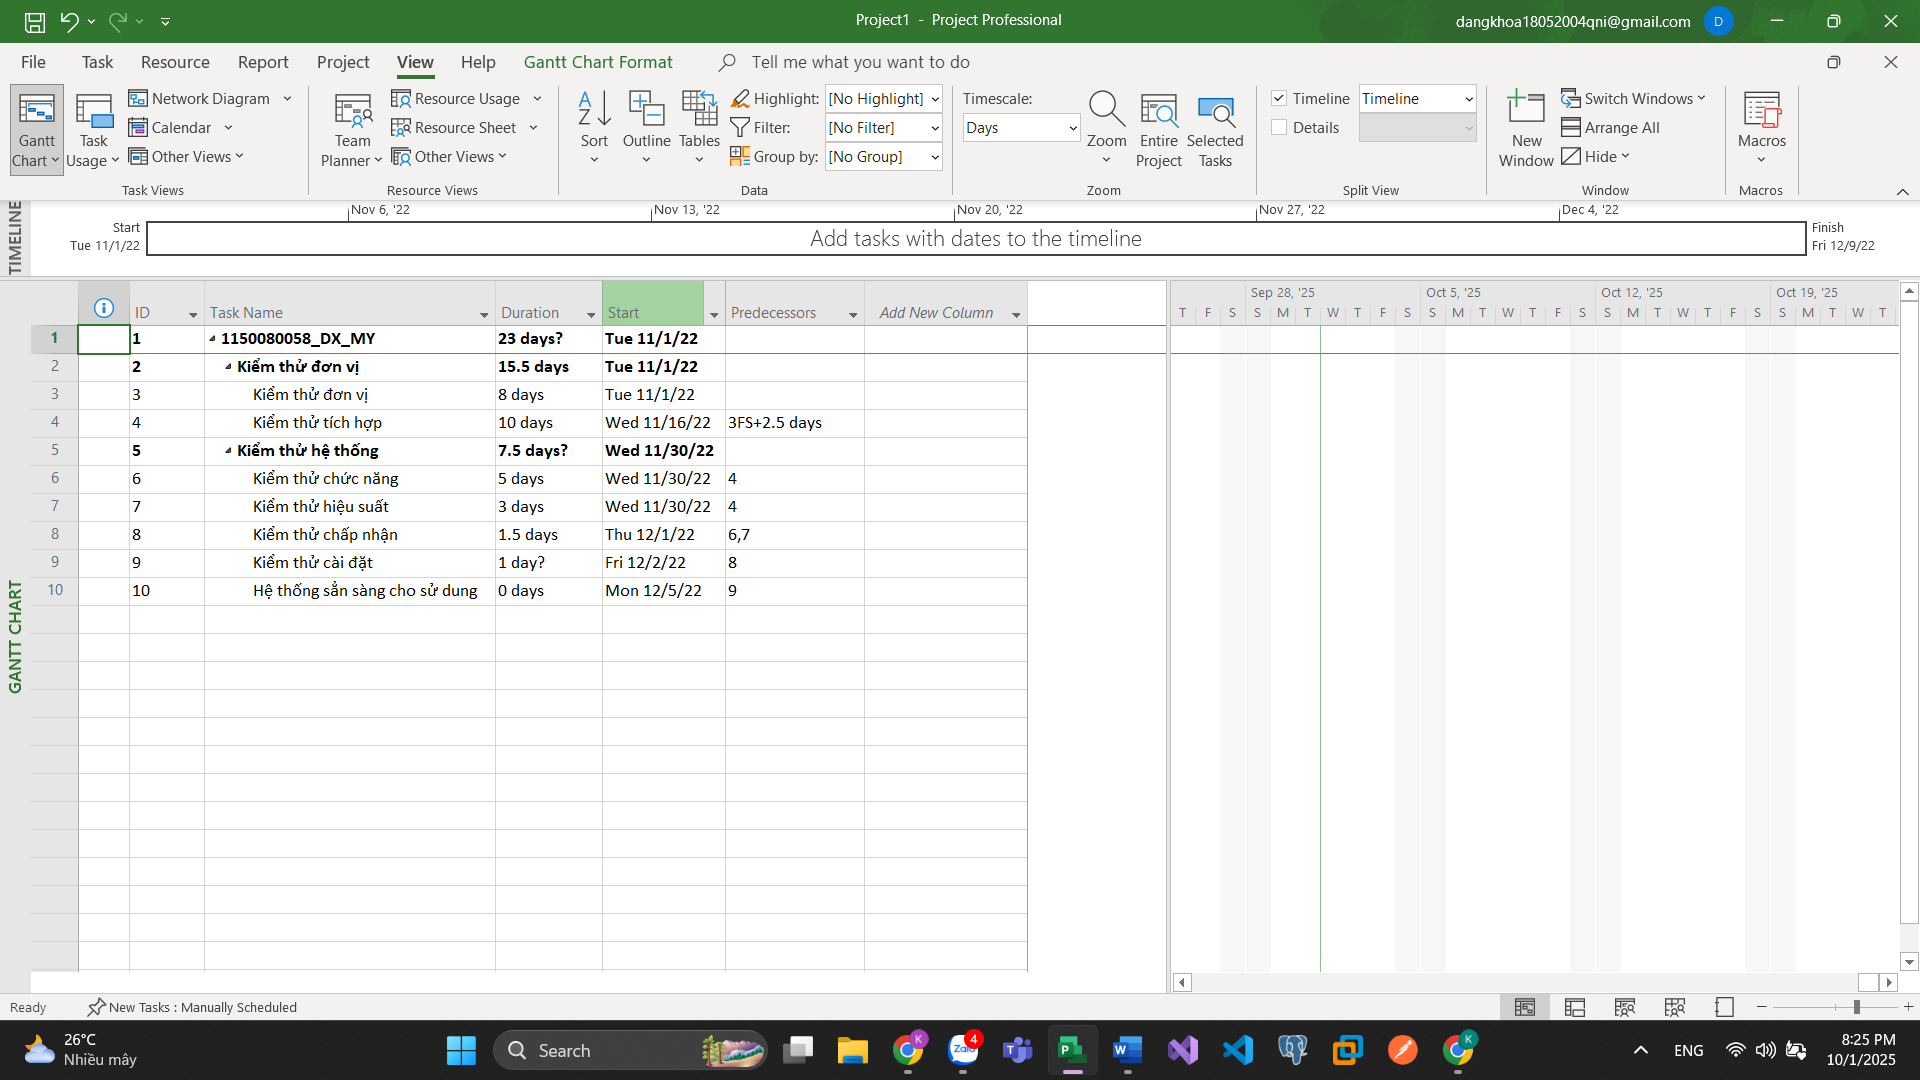 Project1 - Project Professional
dangkhoa18052004qni@gmail.com
D
File Task Resource Report Project View Help Gantt Chart Format Tell me what you want to do
Gantt Chart
Task Usage
Network Diagram
Calendar
Other Views
Task Views
Team Planner
Resource Usage
Resource Sheet
Other Views
Resource Views
Sort
Outline
Tables
Highlight: [No Highlight]
Filter: [No Filter]
Group by: [No Group]
Data
Timescale:
Days
Zoom
Entire Project
Selected Tasks
Zoom
Timeline Timeline
Details
Split View
New Window
Switch Windows
Arrange All
Hide
Window
Macros
Macros
TIMELINE
Nov 6, '22 Nov 13, '22 Nov 20, '22 Nov 27, '22 Dec 4, '22
Start
Tue 11/1/22
Add tasks with dates to the timeline
Finish
Fri 12/9/22
GANTT CHART
ID Task Name Duration Start Predecessors Add New Column
1 1 1150080058_DX_MY 23 days? Tue 11/1/22
2 2 Kiểm thử đơn vị 15.5 days Tue 11/1/22
3 3 Kiểm thử đơn vị 8 days Tue 11/1/22
4 4 Kiểm thử tích hợp 10 days Wed 11/16/22 3FS+2.5 days
5 5 Kiểm thử hệ thống 7.5 days? Wed 11/30/22
6 6 Kiểm thử chức năng 5 days Wed 11/30/22 4
7 7 Kiểm thử hiệu suất 3 days Wed 11/30/22 4
8 8 Kiểm thử chấp nhận 1.5 days Thu 12/1/22 6,7
9 9 Kiểm thử cài đặt 1 day? Fri 12/2/22 8
10 10 Hệ thống sẳn sàng cho sử dung 0 days Mon 12/5/22 9
Sep 28, '25 Oct 5, '25 Oct 12, '25 Oct 19, '25
T F S S M T W T F S S M T W T F S S M T W T F S S M T W T
Ready New Tasks : Manually Scheduled
26°C
Nhiều mây
Search
K
Zalo
4
K
ENG
8:25 PM
10/1/2025